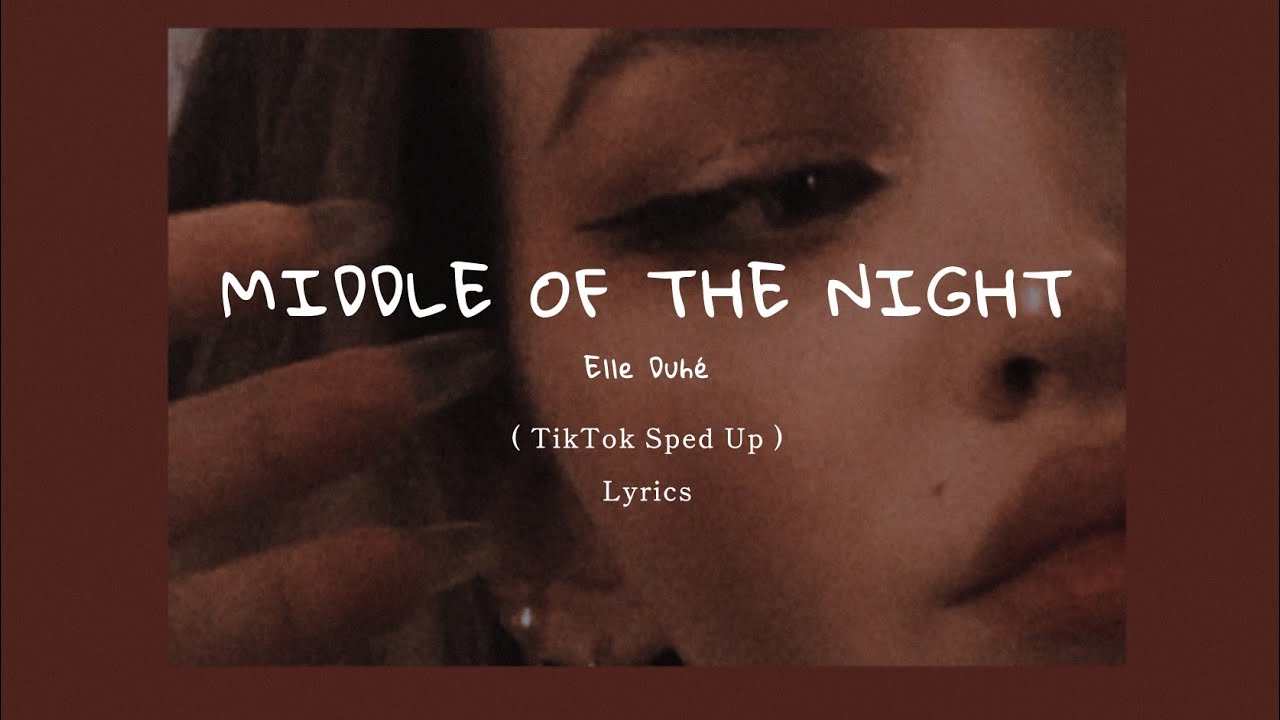 MIDDLE OF THE NIGHT
Elle Duhé
( TikTok Sped Up )
Lyrics